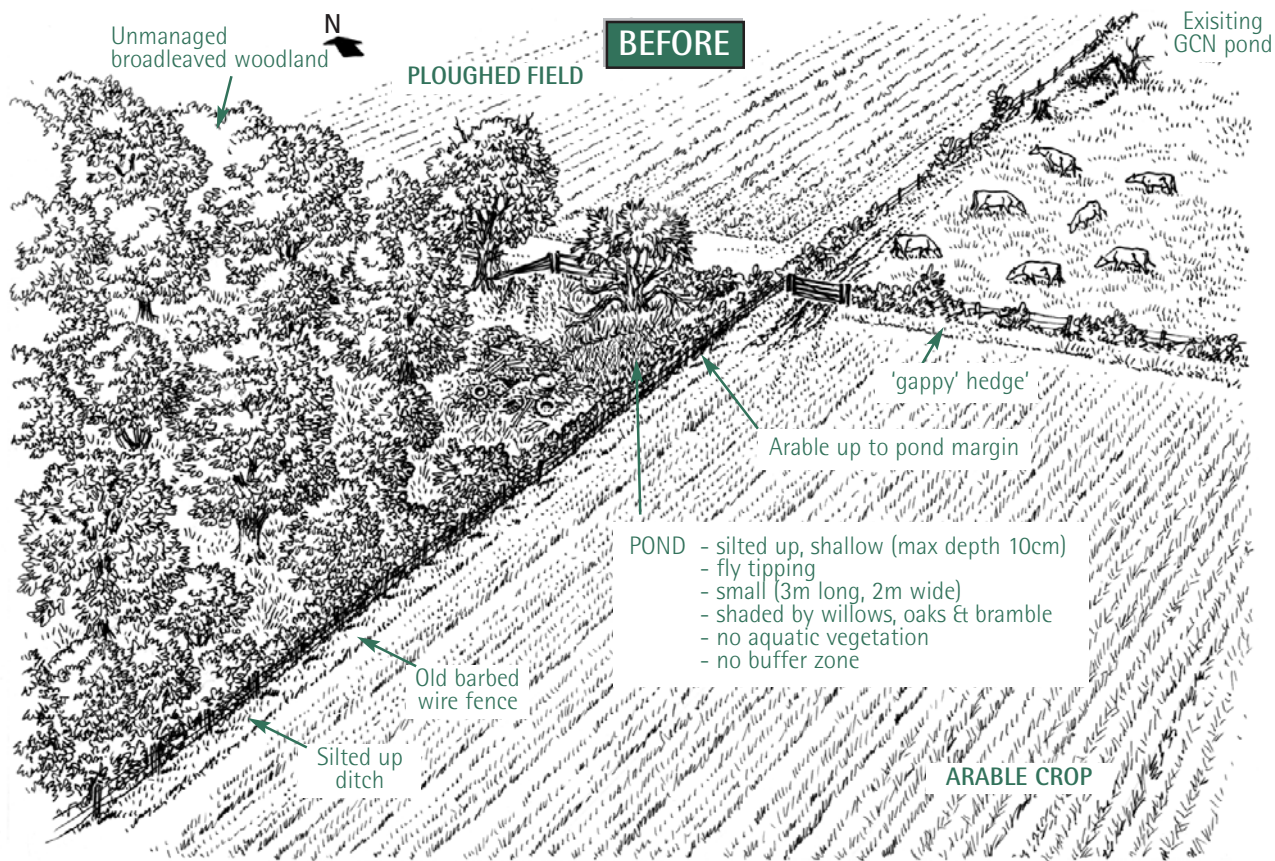 N
BEFORE
Exisiting
GCN pond
Unmanaged
broadleaved woodland
PLOUGHED FIELD
'gappy' hedge'
Arable up to pond margin
POND - silted up, shallow (max depth 10cm)
- fly tipping
- small (3m long, 2m wide)
- shaded by willows, oaks & bramble
- no aquatic vegetation
- no buffer zone
Old barbed
wire fence
Silted up
ditch
ARABLE CROP